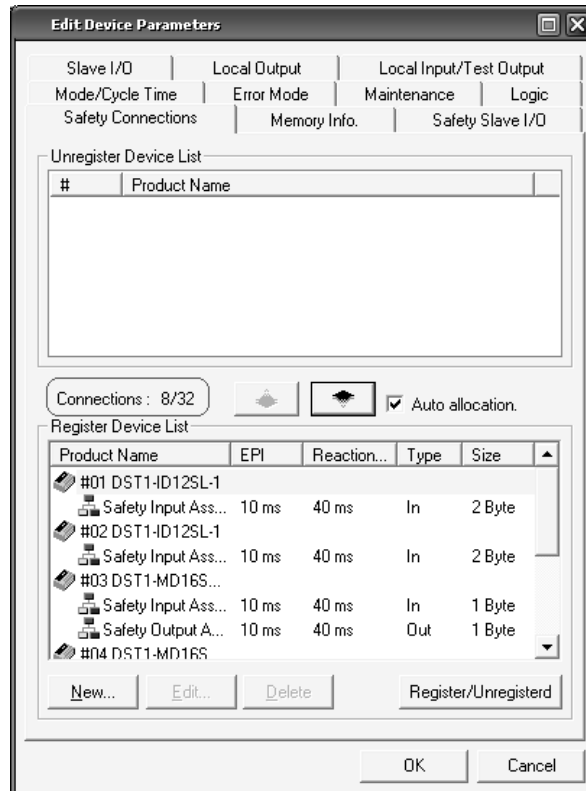 Edit Device Parameters
Slave I/O Local Output Local Input/Test Output
Mode/Cycle Time Error Mode Maintenance Logic
Safety Connections Memory Info. Safety Slave I/O
Unregister Device List
# Product Name
Connections : 8/32
Auto allocation.
Register Device List
Product Name EPI Reaction... Type Size
#01 DST1-ID12SL-1
Safety Input Ass... 10 ms 40 ms In 2 Byte
#02 DST1-ID12SL-1
Safety Input Ass... 10 ms 40 ms In 2 Byte
#03 DST1-MD16S...
Safety Input Ass... 10 ms 40 ms In 1 Byte
Safety Output A... 10 ms 40 ms Out 1 Byte
#04 DST1-MD16S
New... Edit... Delete Register/Unregisterd
OK Cancel